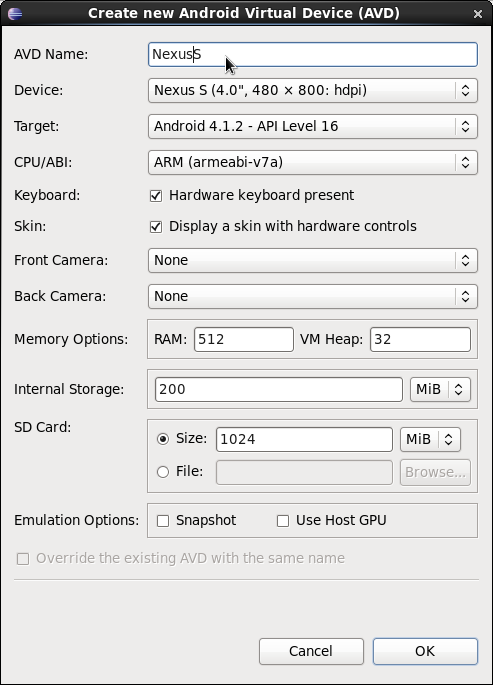 Create new Android Virtual Device (AVD)
AVD Name: NexusS
Device: Nexus S (4.0", 480 × 800: hdpi)
Target: Android 4.1.2 - API Level 16
CPU/ABI: ARM (armeabi-v7a)
Keyboard: Hardware keyboard present
Skin: Display a skin with hardware controls
Front Camera: None
Back Camera: None
Memory Options: RAM: 512 VM Heap: 32
Internal Storage: 200 MiB
SD Card:
Size: 1024 MiB
File: Browse...
Emulation Options: Snapshot Use Host GPU
Override the existing AVD with the same name
Cancel OK